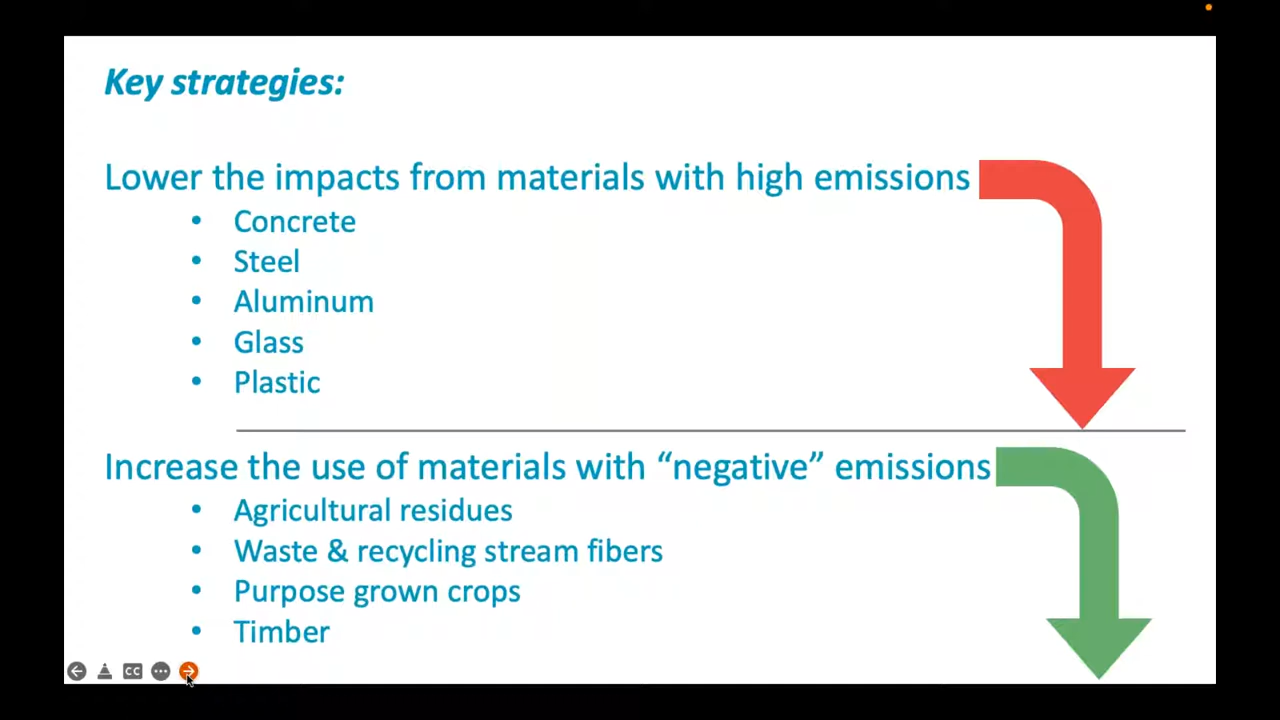 Key strategies:
Lower the impacts from materials with high emissions
• Concrete
• Steel
• Aluminum
• Glass
• Plastic
Increase the use of materials with “negative” emissions
• Agricultural residues
• Waste & recycling stream fibers
• Purpose grown crops
• Timber
CC